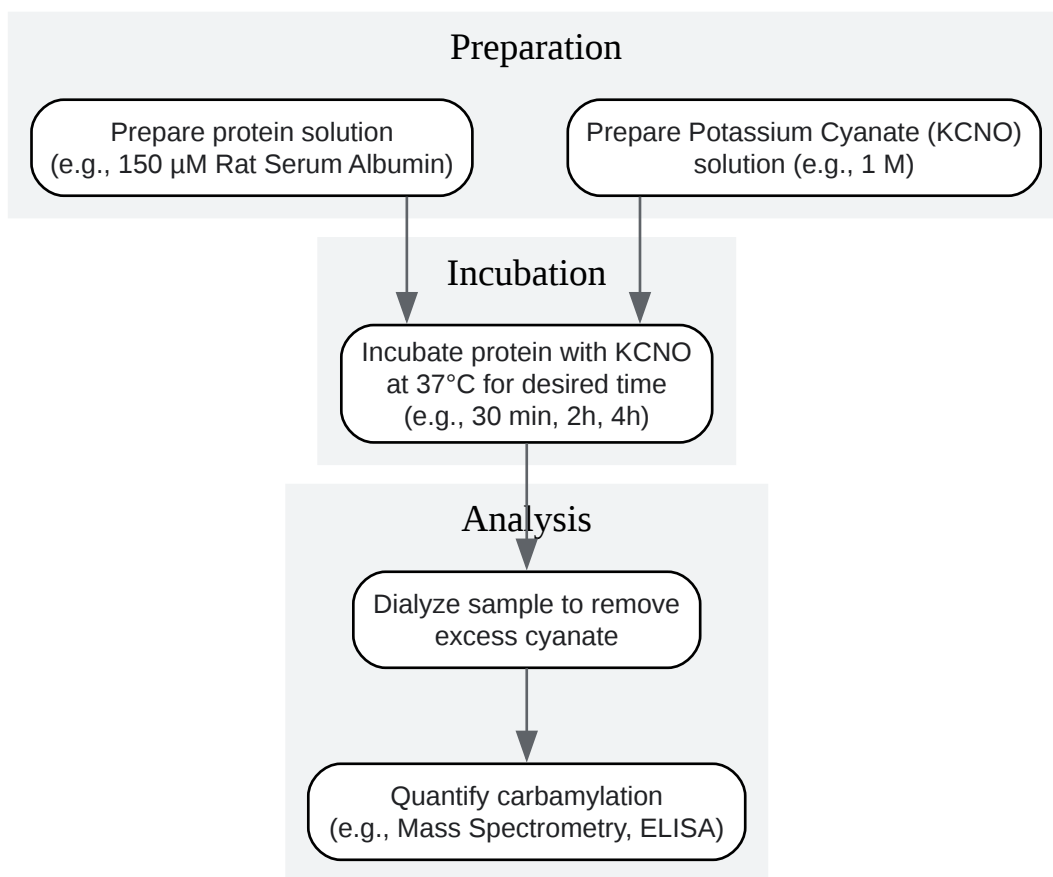 Preparation
Prepare protein solution
(e.g., 150 µM Rat Serum Albumin)
Prepare Potassium Cyanate (KCNO)
solution (e.g., 1 M)
Incubation
Incubate protein with KCNO
at 37°C for desired time
(e.g., 30 min, 2h, 4h)
Analysis
Dialyze sample to remove
excess cyanate
Quantify carbamylation
(e.g., Mass Spectrometry, ELISA)